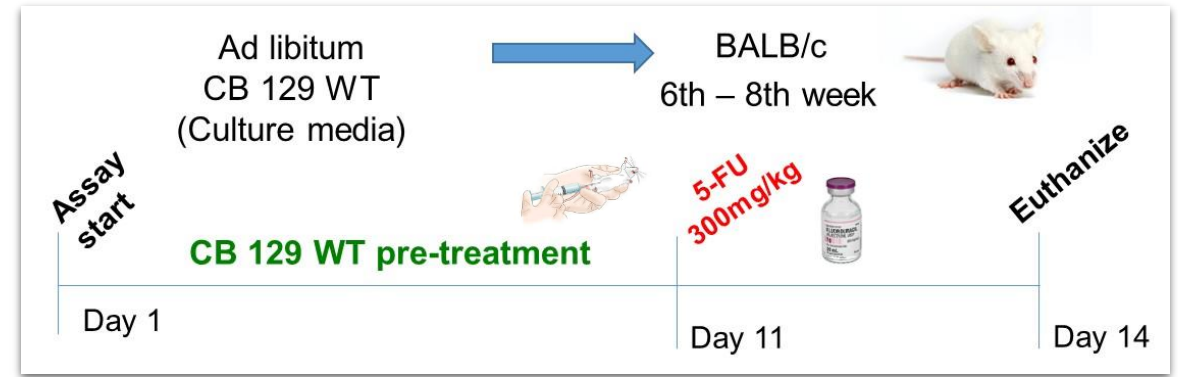 Ad libitum
CB 129 WT
(Culture media)
BALB/c
6th – 8th week
Assay
start
CB 129 WT pre-treatment
5-FU
300mg/kg
FLUOROURACIL
Euthanize
Day 1
Day 11
Day 14